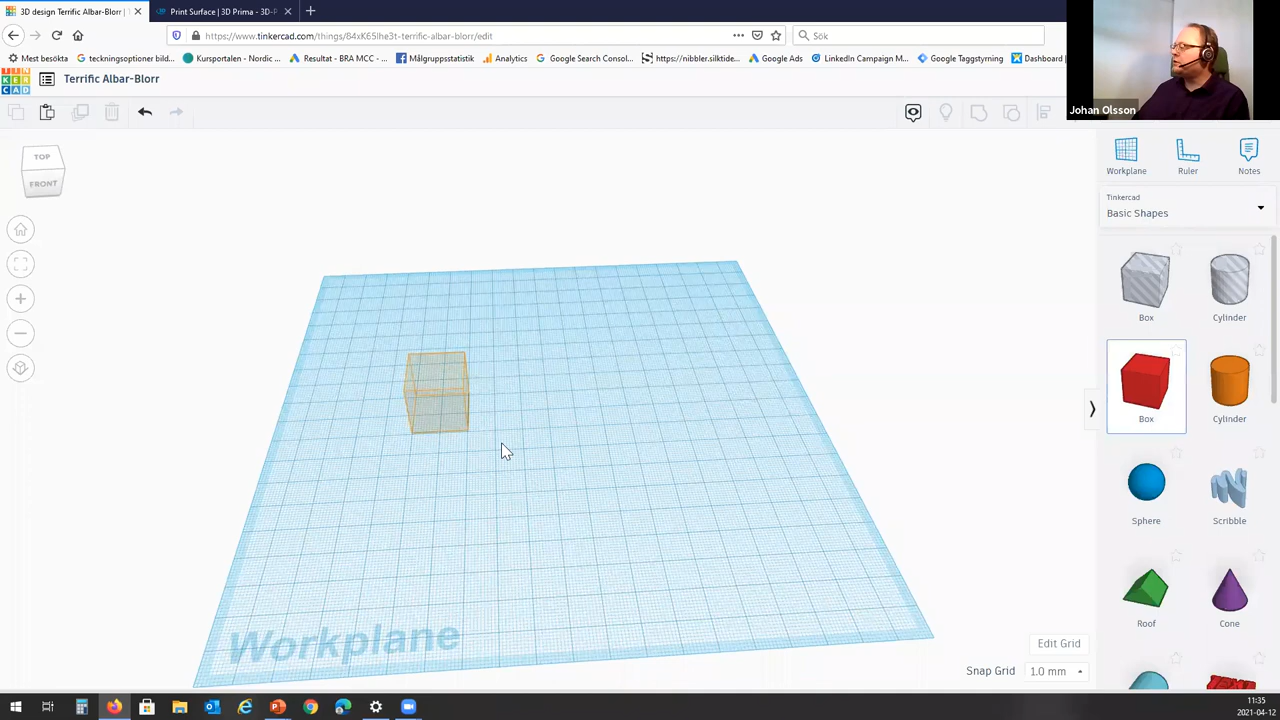 3D design Terrific Albar-Blorr |
Print Surface | 3D Prima - 3D-
https://www.tinkercad.com/things/84xK65lhe3t-terrific-albar-blorr/edit
Sök
Mest besökta
teckningsoptioner bild...
Kursportalen - Nordic ...
Resultat - BRA MCC - ...
Målgruppsstatistik
Analytics
Google Search Consol...
https://nibbler.silktide...
Google Ads
LinkedIn Campaign M...
Google Taggstyrning
Dashboard
Johan Olsson
TINKERCAD
Terrific Albar-Blorr
TOP
FRONT
Workplane
Ruler
Notes
Tinkercad
Basic Shapes
Box
Cylinder
Box
Cylinder
Sphere
Scribble
Roof
Cone
Workplane
Edit Grid
Snap Grid
1.0 mm
11:35
2021-04-12